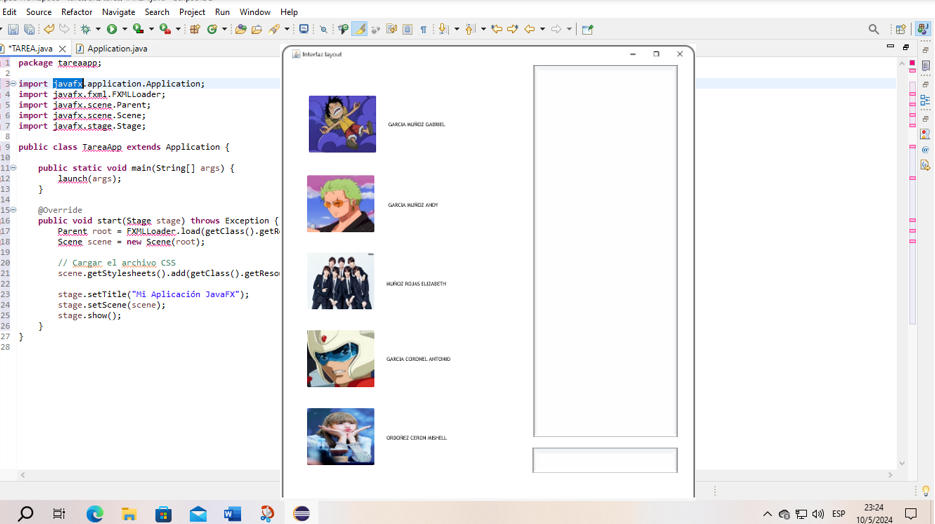 Edit Source Refactor Navigate Search Project Run Window Help
*TAREA.java Application.java
1 package tareaapp;
2
3 import javafx.application.Application;
4 import javafx.fxml.FXMLLoader;
5 import javafx.scene.Parent;
6 import javafx.scene.Scene;
7 import javafx.stage.Stage;
8
9 public class TareaApp extends Application {
10
11 public static void main(String[] args) {
12 launch(args);
13 }
14
15 @Override
16 public void start(Stage stage) throws Exception {
17 Parent root = FXMLLoader.load(getClass().getRe
18 Scene scene = new Scene(root);
19
20 // Cargar el archivo CSS
21 scene.getStylesheets().add(getClass().getResou
22
23 stage.setTitle("Mi Aplicación JavaFX");
24 stage.setScene(scene);
25 stage.show();
26 }
27 }
28
Interfaz layout
GARCIA MUÑOZ GABRIEL
GARCIA MUÑOZ ANDY
MUÑOZ ROJAS ELIZABETH
GARCIA CORONEL ANTONIO
ORDOÑEZ CERON MISHELL
ESP
23:24
10/5/2024